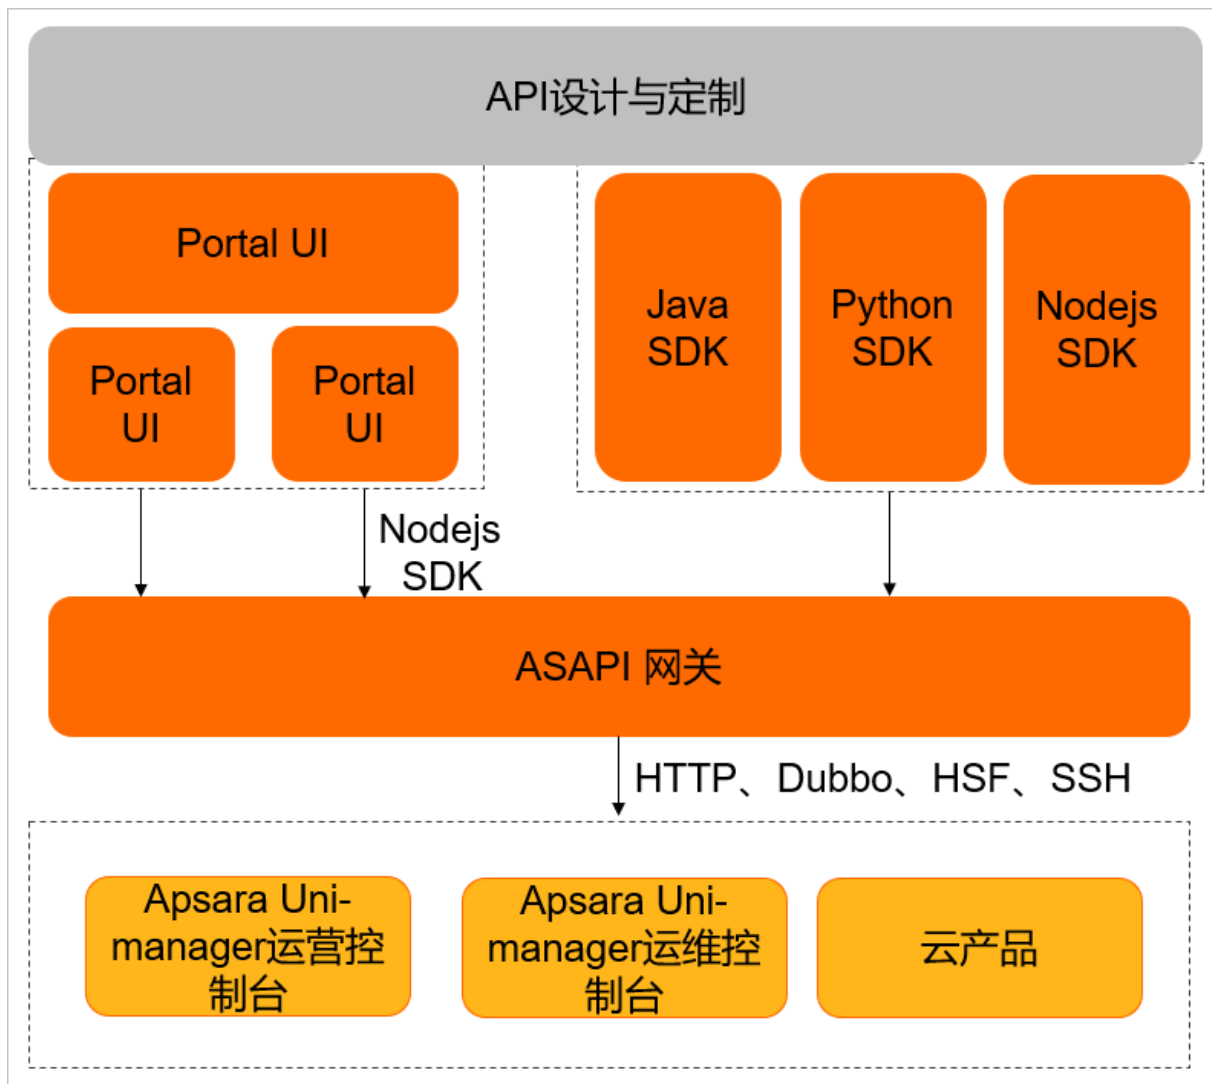 API设计与定制
Portal UI
Portal
UI
Portal
UI
Java
SDK
Python
SDK
Nodejs
SDK
Nodejs
SDK
ASAPI 网关
HTTP、Dubbo、HSF、SSH
Apsara Uni-
manager运营控
制台
Apsara Uni-
manager运维控
制台
云产品